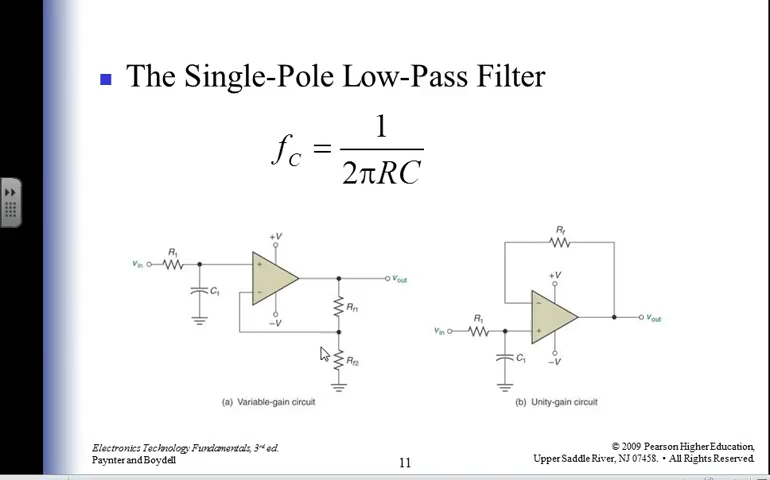 The Single-Pole Low-Pass Filter
f_C = 1 / 2πRC
+V
R1
Vin
+
−
C1
Vout
−V
Rf1
Rf2
(a) Variable-gain circuit
Rf
+V
−
R1
Vin
+
Vout
C1
−V
(b) Unity-gain circuit
Electronics Technology Fundamentals, 3rd ed.
Paynter and Boydell
11
© 2009 Pearson Higher Education,
Upper Saddle River, NJ 07458. • All Rights Reserved.